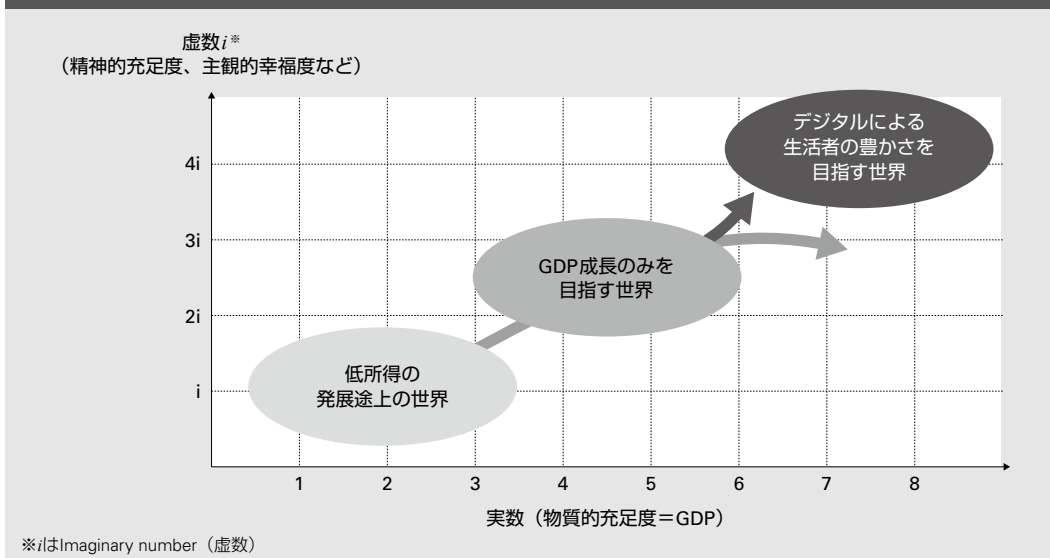 虚数i※
（精神的充足度、主観的幸福度など）
4i
3i
2i
i
デジタルによる
生活者の豊かさを
目指す世界
GDP成長のみを
目指す世界
低所得の
発展途上の世界
1 2 3 4 5 6 7 8
実数（物質的充足度＝GDP）
※iはImaginary number（虚数）